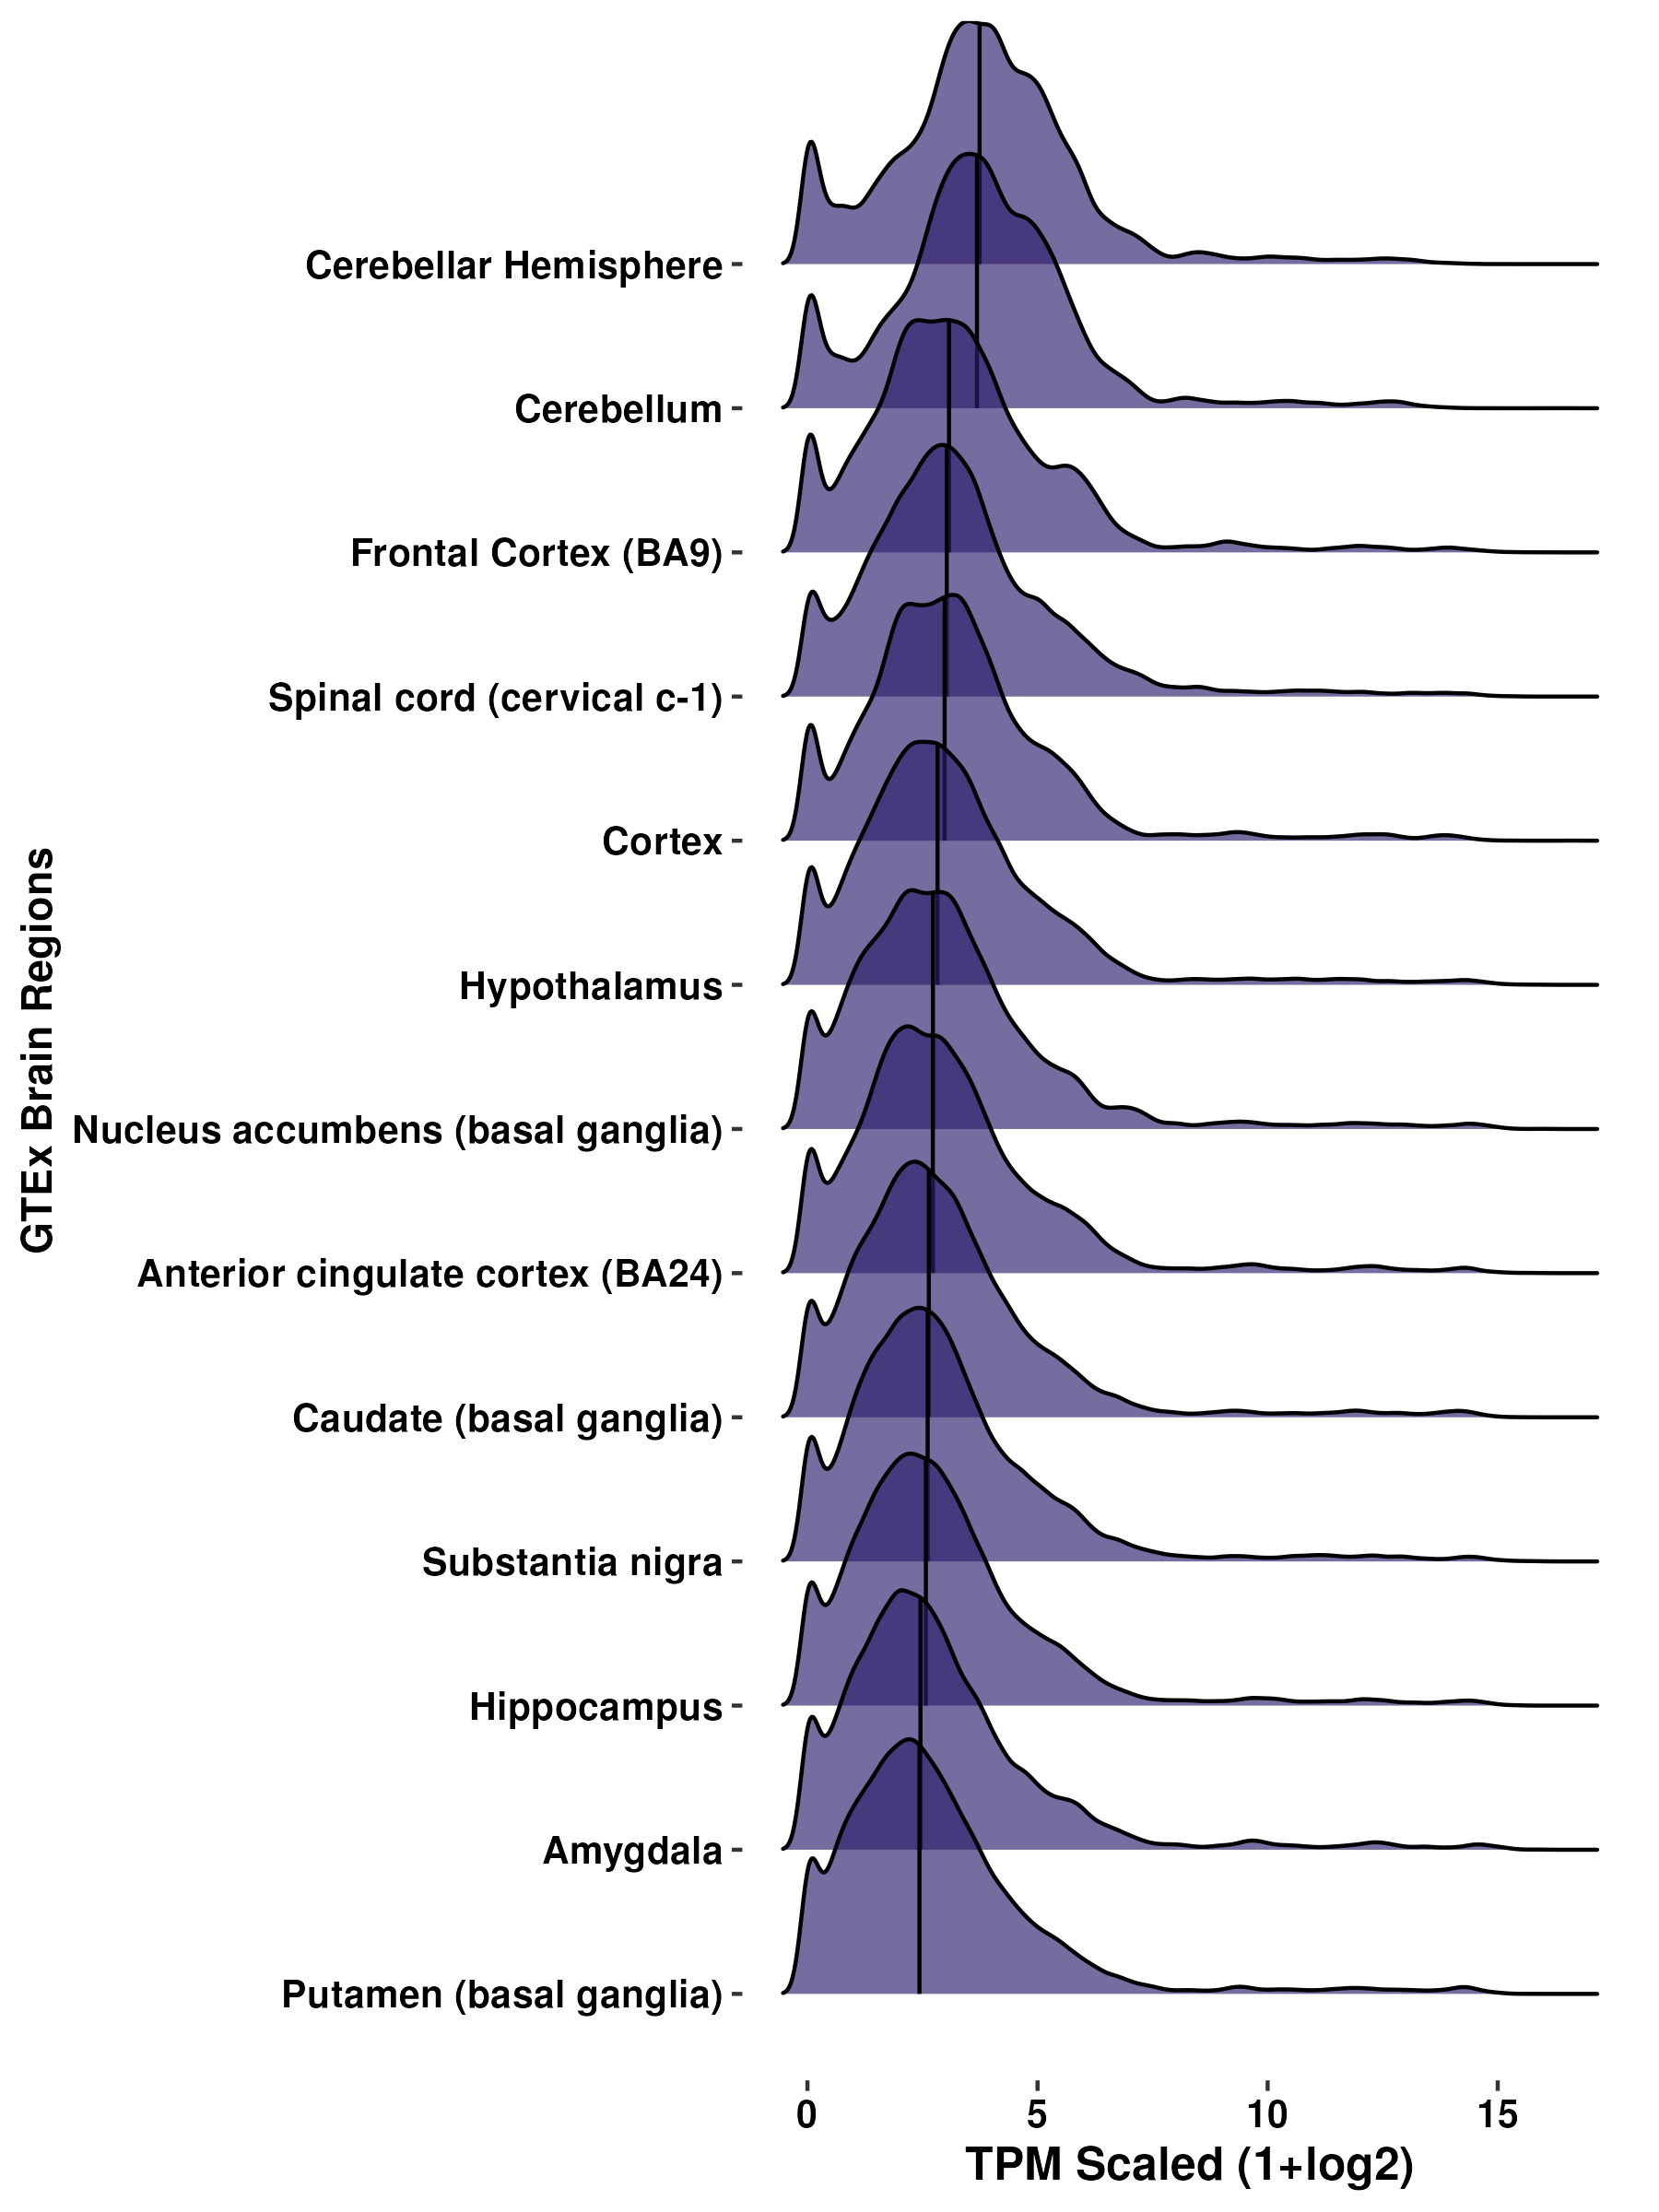 Cerebellar Hemisphere
Cerebellum
Frontal Cortex (BA9)
Spinal cord (cervical c-1)
Cortex
Hypothalamus
Nucleus accumbens (basal ganglia)
Anterior cingulate cortex (BA24)
Caudate (basal ganglia)
Substantia nigra
Hippocampus
Amygdala
Putamen (basal ganglia)
GTEx Brain Regions
0 5 10 15
TPM Scaled (1+log2)